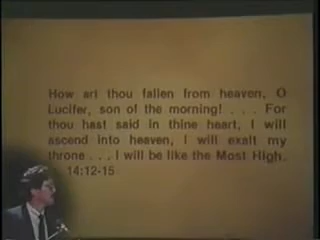 How art thou fallen from heaven, O
Lucifer, son of the morning! . . . For
thou hast said in thine heart, I will
ascend into heaven, I will exalt my
throne . . . I will be like the Most High.
14:12-15